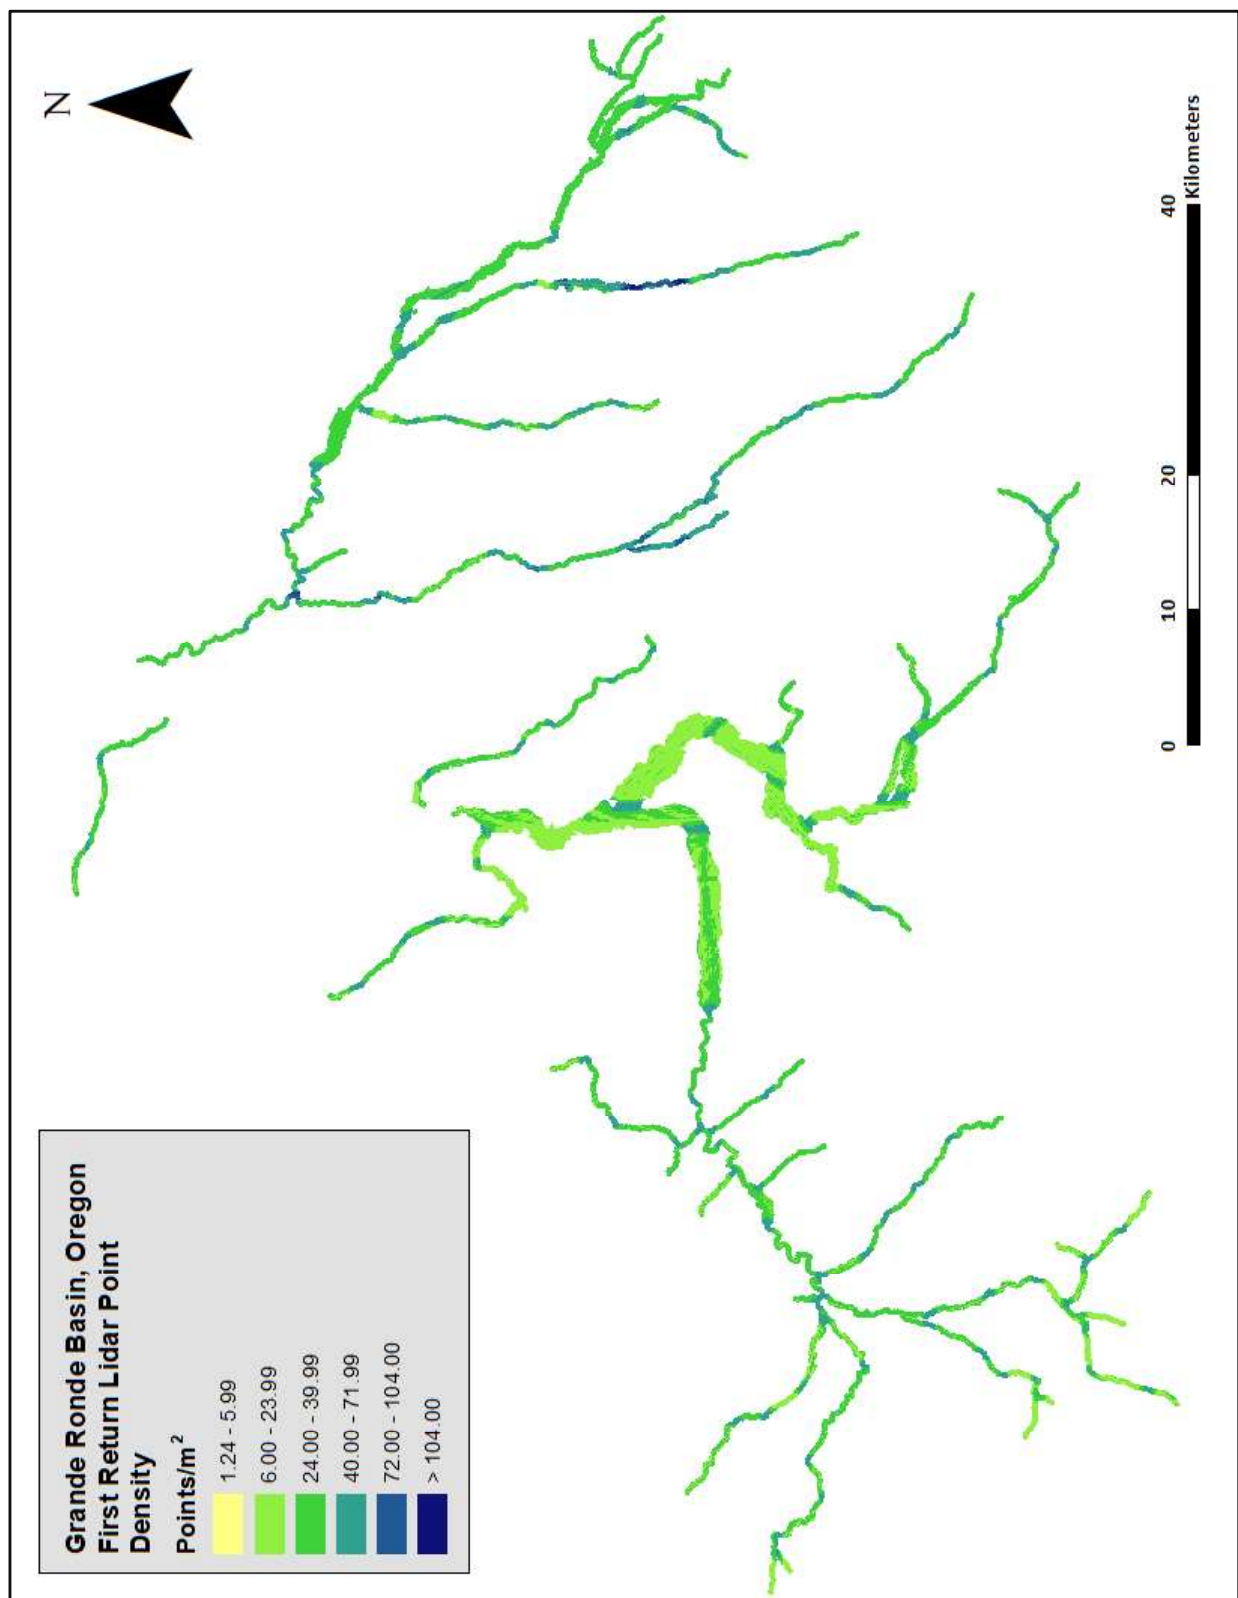 Grande Ronde Basin, Oregon
First Return Lidar Point
Density
Points/m²
1.24 - 5.99
6.00 - 23.99
24.00 - 39.99
40.00 - 71.99
72.00 - 104.00
> 104.00
N
0 10 20 40
Kilometers